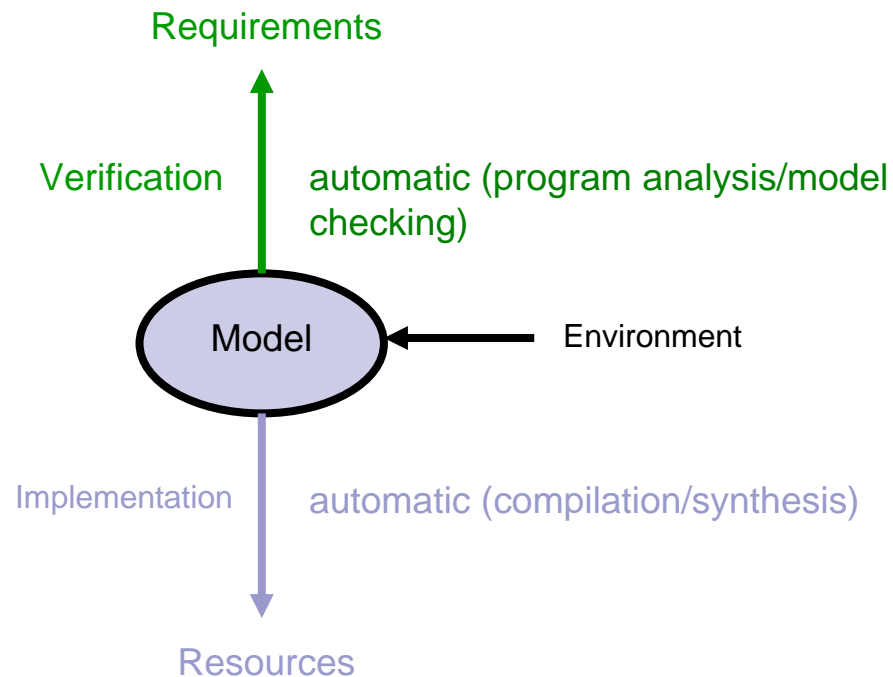 Requirements
Verification
automatic (program analysis/model
checking)
Model
Environment
Implementation
automatic (compilation/synthesis)
Resources